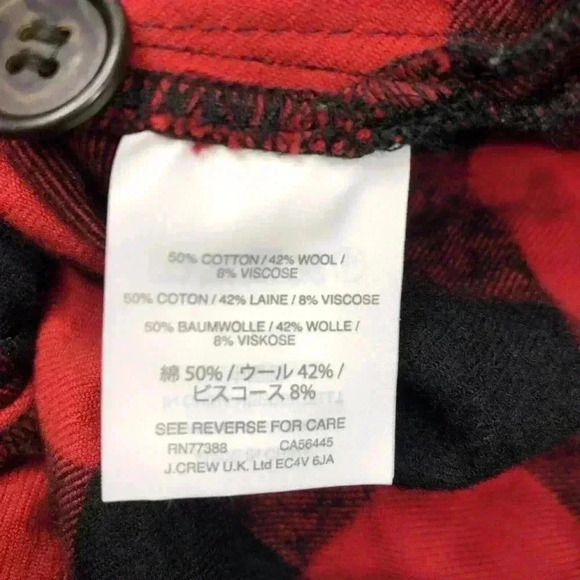 50% COTTON / 42% WOOL /
8% VISCOSE
50% COTON / 42% LAINE / 8% VISCOSE
50% BAUMWOLLE / 42% WOLLE /
8% VISKOSE
綿 50% / ウール 42% /
ビスコース 8%
SEE REVERSE FOR CARE
RN77388 CA56445
J.CREW U.K. Ltd EC4V 6JA